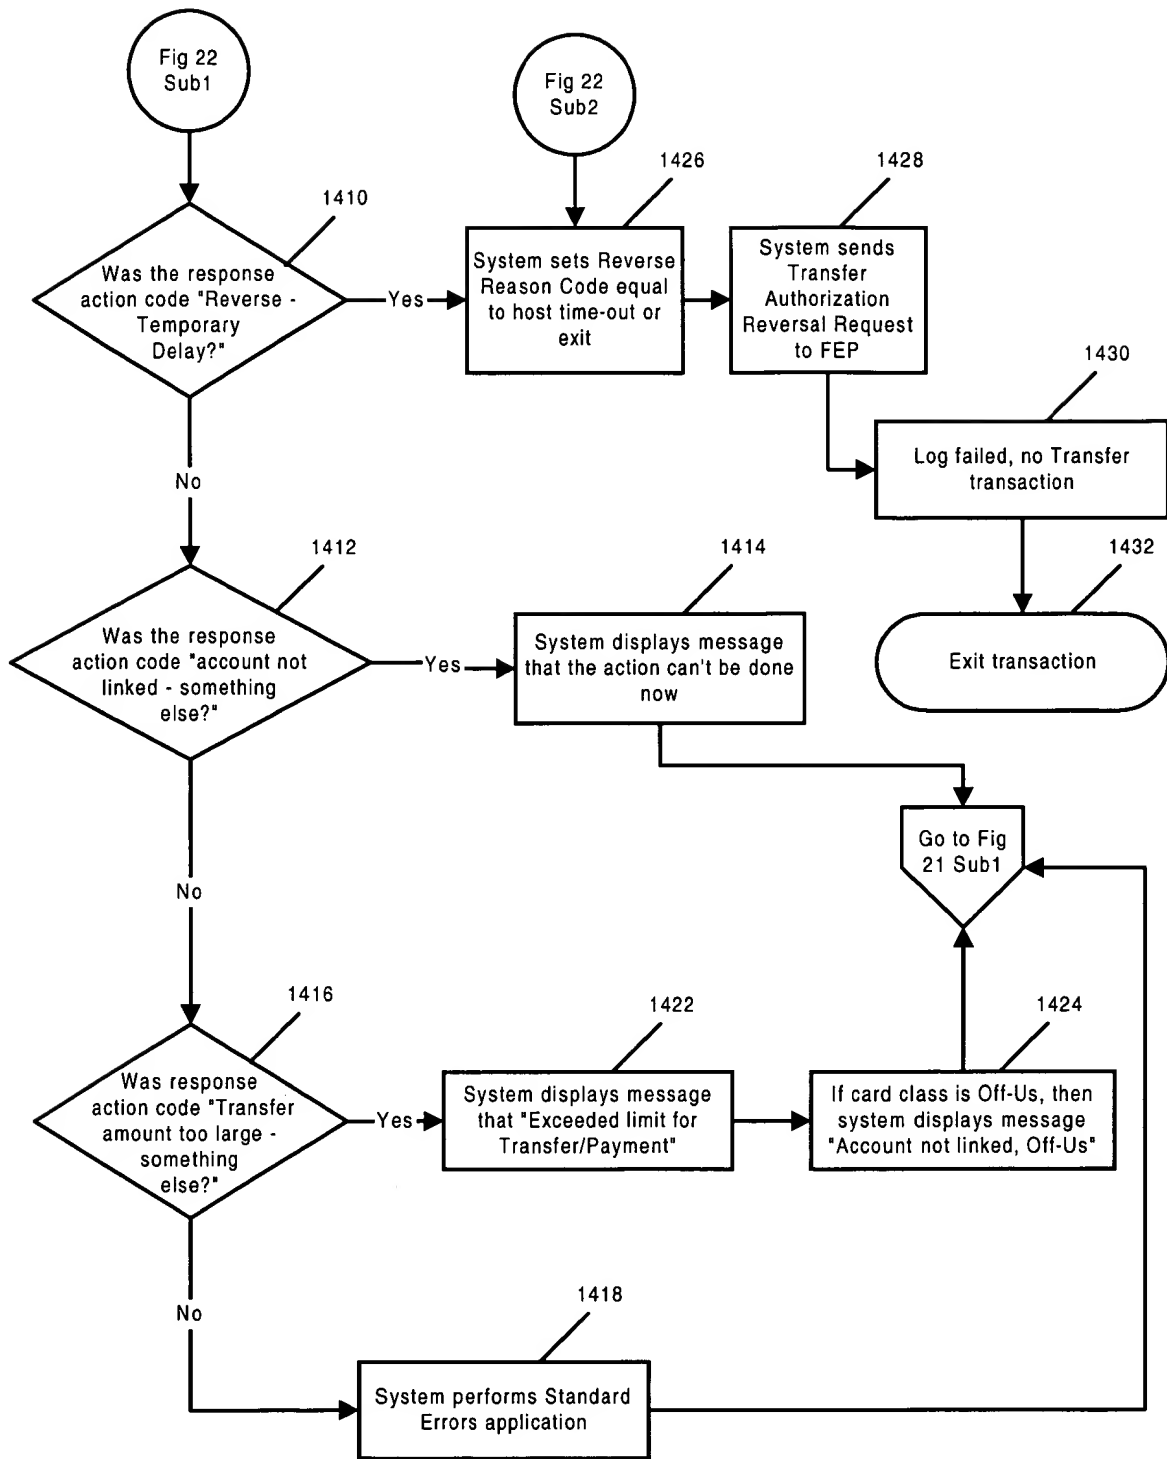 Fig 22
Sub1
Fig 22
Sub2
1410
1426
1428
Was the response
action code "Reverse -
Temporary
Delay?"
Yes
System sets Reverse
Reason Code equal
to host time-out or
exit
System sends
Transfer
Authorization
Reversal Request
to FEP
1430
Log failed, no Transfer
transaction
No
1412
1414
1432
Was the response
action code "account not
linked - something
else?"
Yes
System displays message
that the action can't be done
now
Exit transaction
Go to Fig
21 Sub1
No
1416
1422
1424
Was response
action code "Transfer
amount too large -
something
else?"
Yes
System displays message
that "Exceeded limit for
Transfer/Payment"
If card class is Off-Us, then
system displays message
"Account not linked, Off-Us"
No
1418
System performs Standard
Errors application